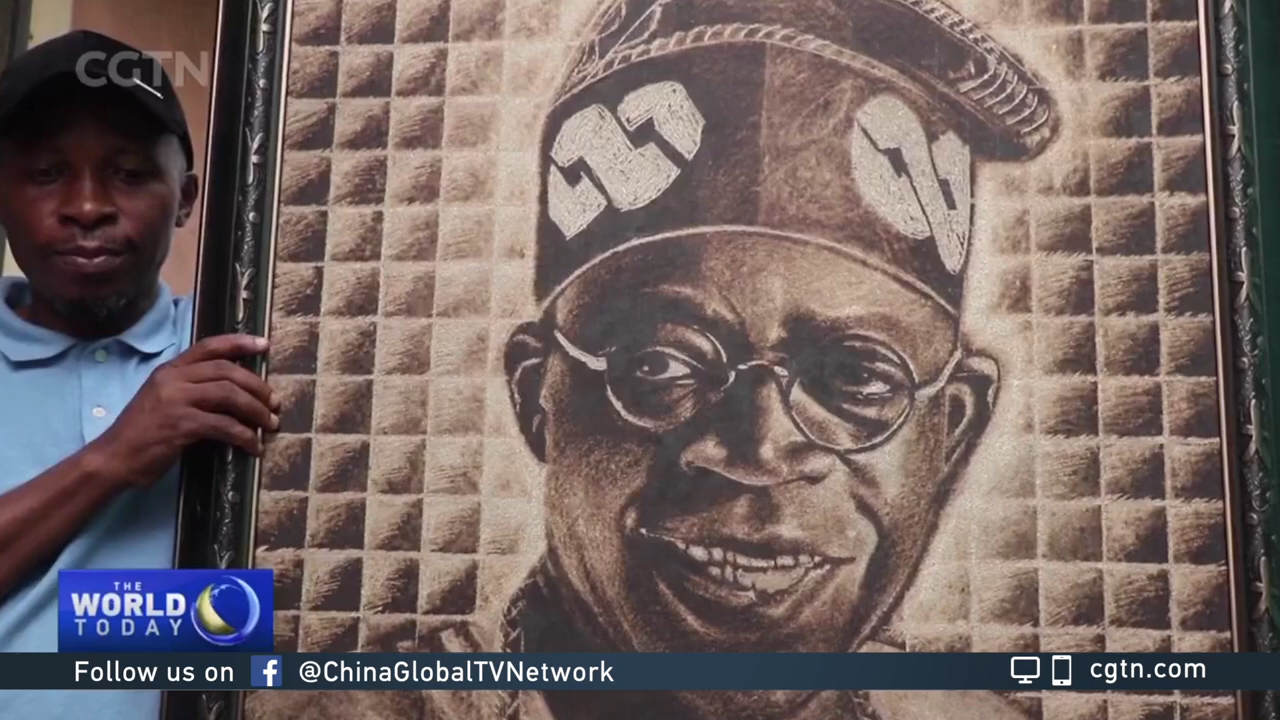 CGTN
THE
WORLD
TODAY
Follow us on
@ChinaGlobalTVNetwork
cgtn.com